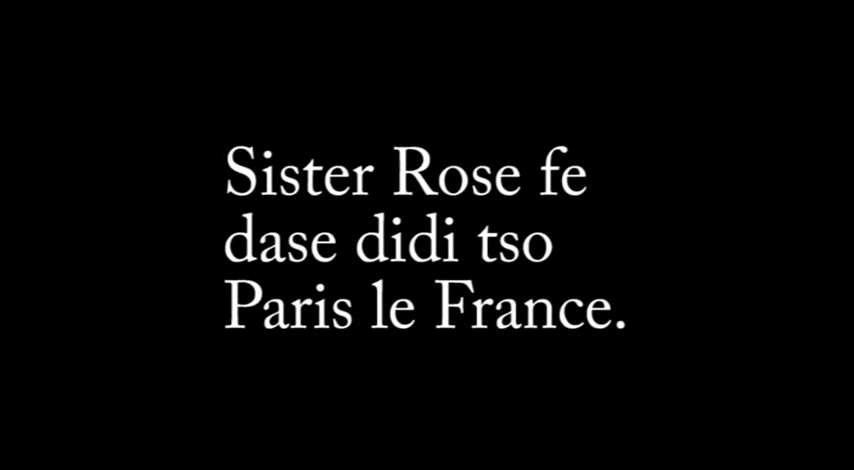 Sister Rose fe
dase didi tso
Paris le France.